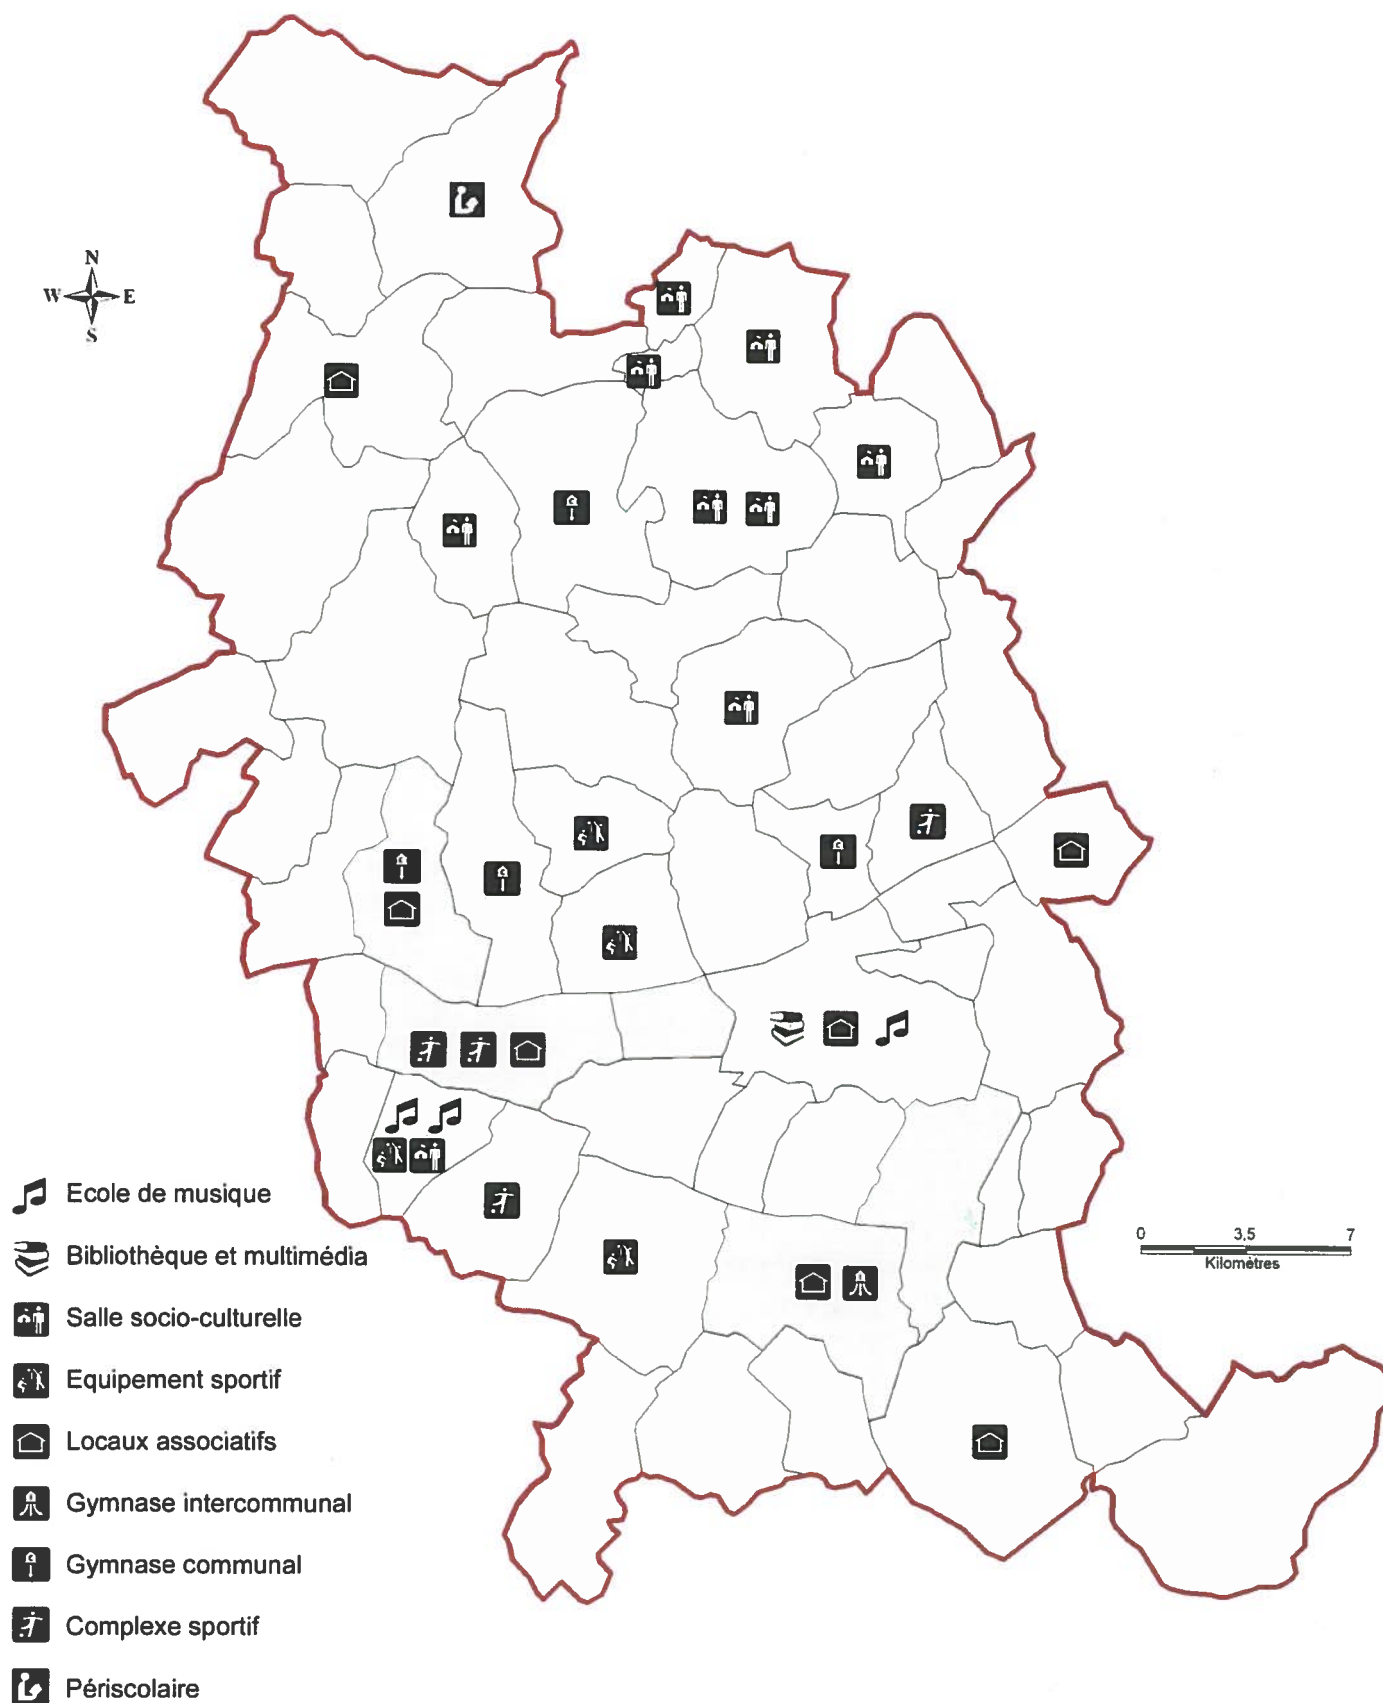 N
W E
S
Ecole de musique
Bibliothèque et multimédia
Salle socio-culturelle
Equipement sportif
Locaux associatifs
Gymnase intercommunal
Gymnase communal
Complexe sportif
Périscolaire
0 3,5 7
Kilomètres